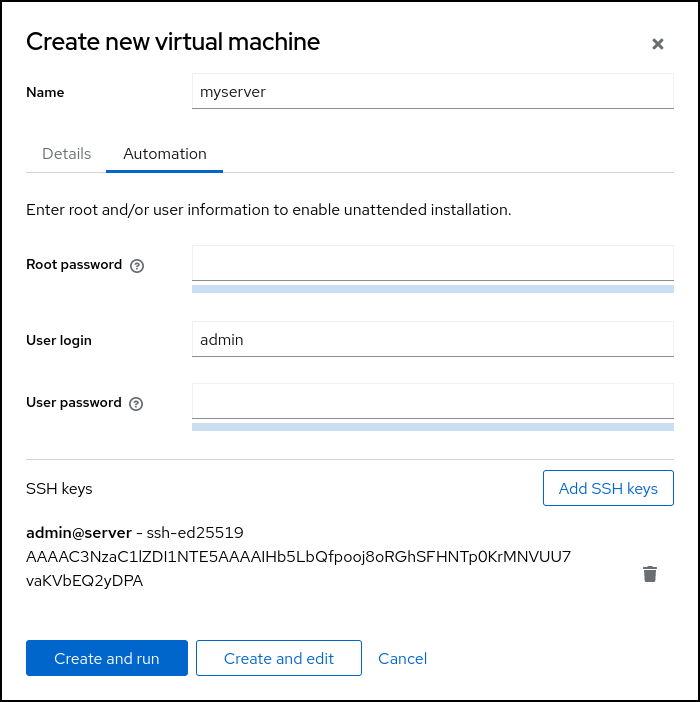 Create new virtual machine
Name
myserver
Details
Automation
Enter root and/or user information to enable unattended installation.
Root password
User login
admin
User password
SSH keys
Add SSH keys
admin@server - ssh-ed25519
AAAAC3NzaC1lZDI1NTE5AAAAIHb5LbQfpooj8oRGhSFHNTp0KrMNVUU7
vaKVbEQ2yDPA
Create and run
Create and edit
Cancel